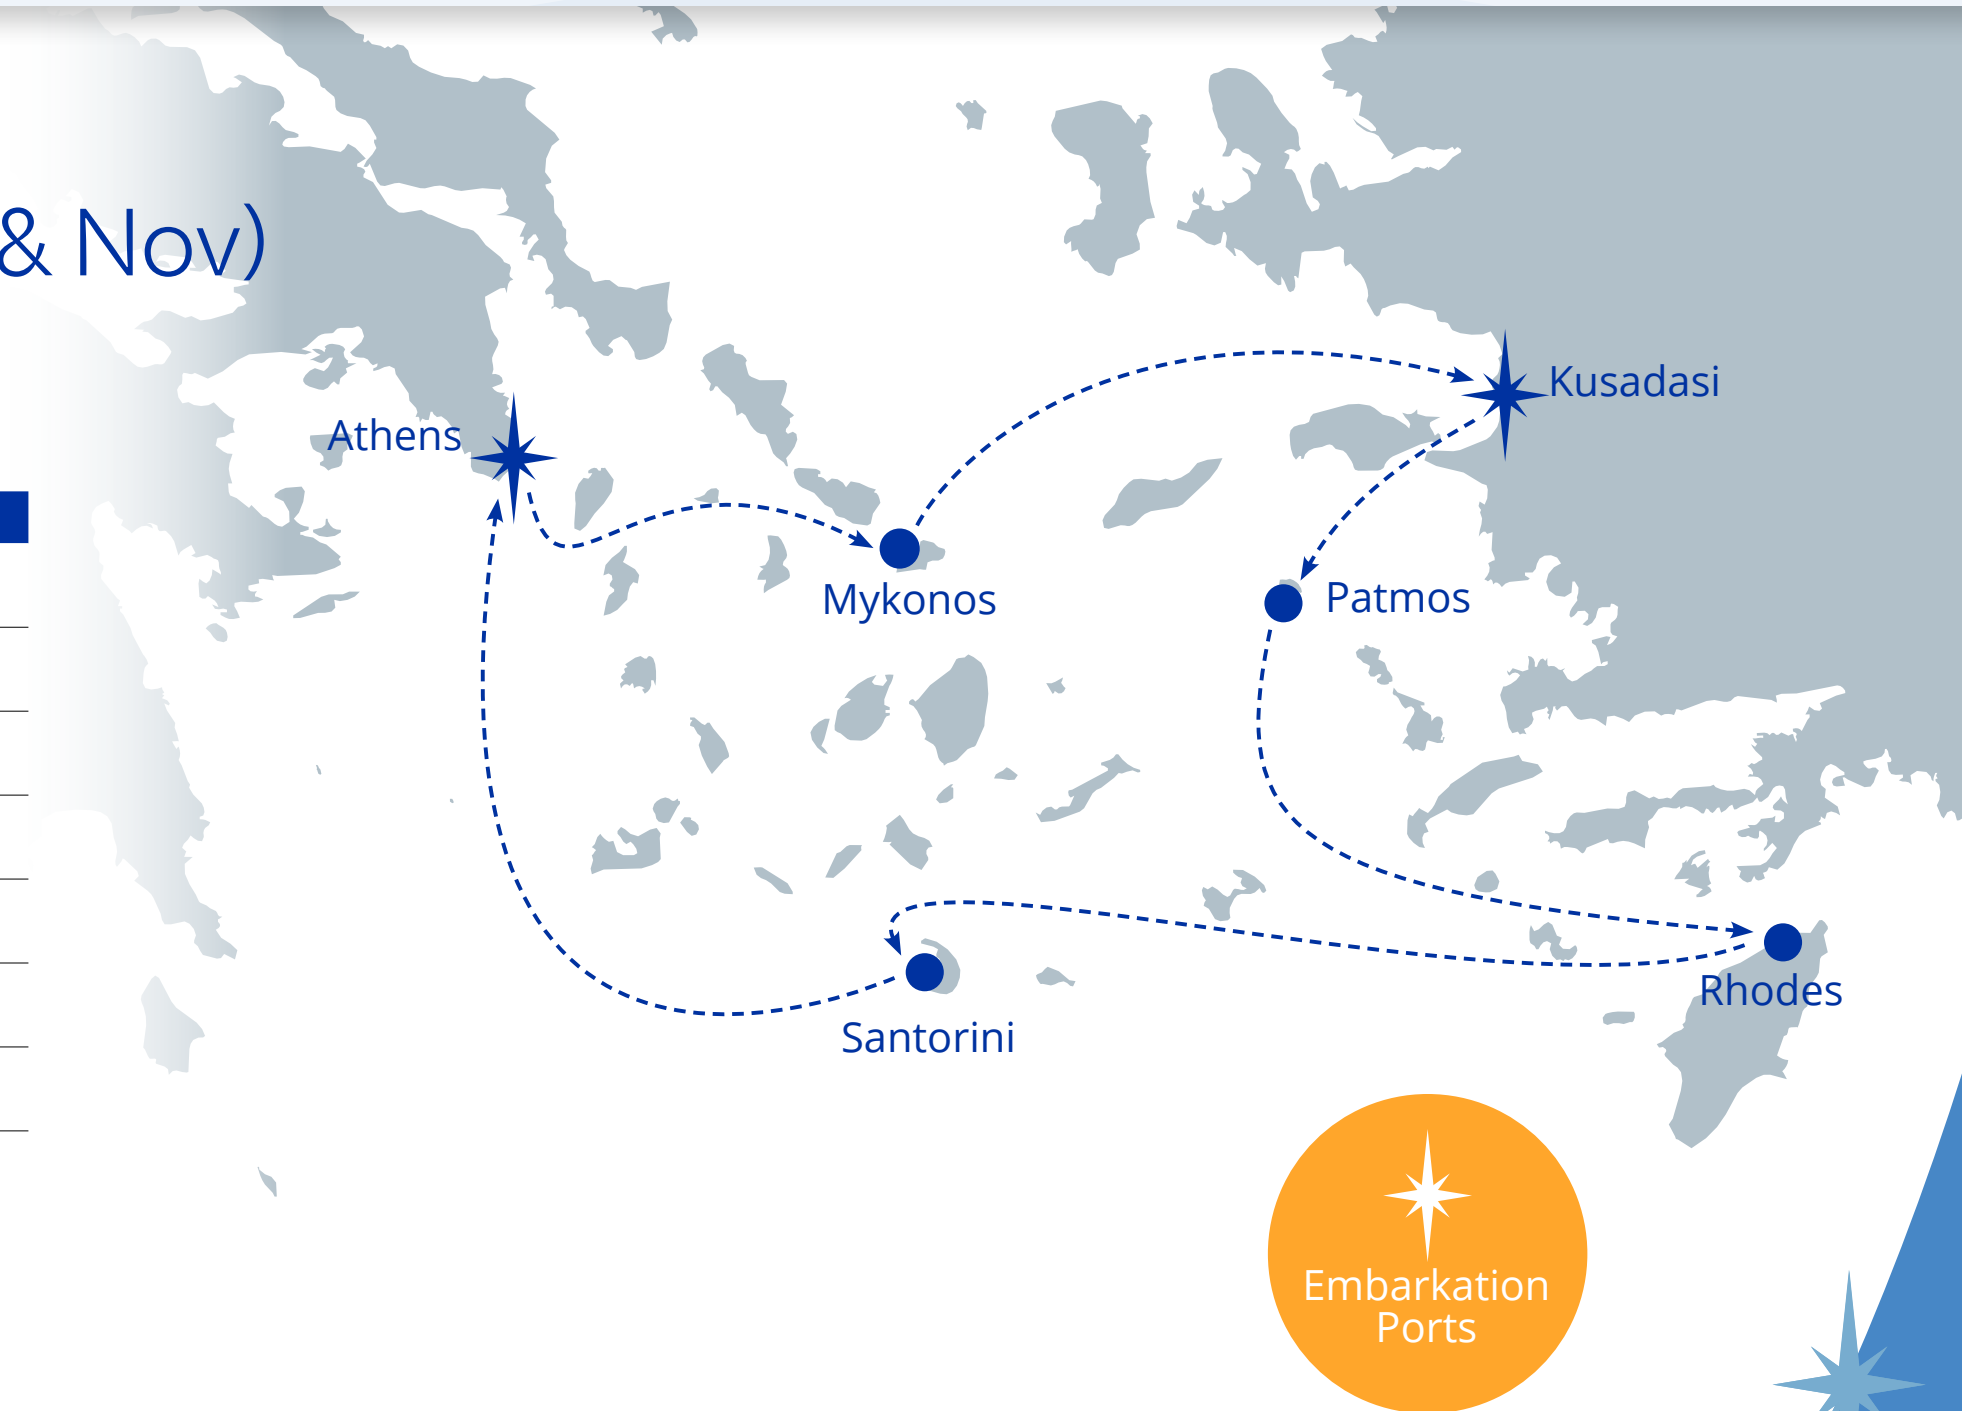 & Nov)
Kusadasi
Athens
Mykonos
Patmos
Rhodes
Santorini
Embarkation
Ports